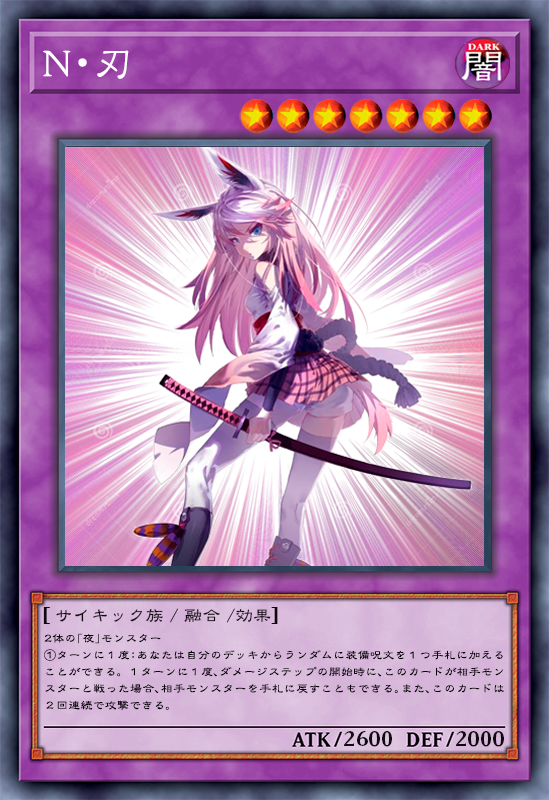 N・刃
DARK
闇
[サイキック族 / 融合 /効果]
2体の「夜」モンスター
①ターンに１度:あなたは自分のデッキからランダムに装備呪文を１つ手札に加える
ことができる。１ターンに１度、ダメージステップの開始時に、このカードが相手モン
スターと戦った場合、相手モンスターを手札に戻すこともできる。また、このカードは
２回連続で攻撃できる。
ATK/2600 DEF/2000